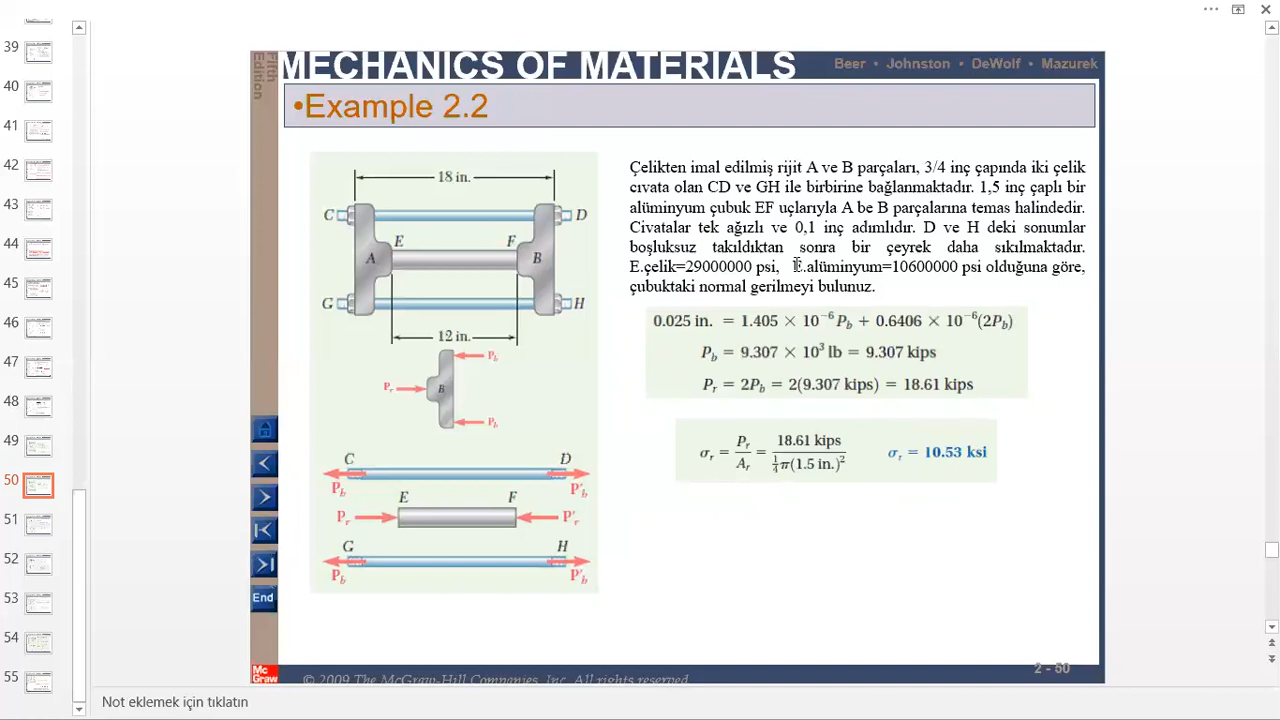 39
40
41
42
43
44
45
46
47
48
49
50
51
52
53
54
55
Fifth
Edition
MECHANICS OF MATERIALS
Beer • Johnston • DeWolf • Mazurek
•Example 2.2
18 in.
C
D
E
F
A
B
G
H
12 in.
P_b
P_r
B
P_b
C
D
P_b
P'_b
E
F
P_r
P'_r
G
H
P_b
P'_b
Çelikten imal edilmiş rijit A ve B parçaları, 3/4 inç çapında iki çelik
cıvata olan CD ve GH ile birbirine bağlanmaktadır. 1,5 inç çaplı bir
alüminyum çubuk EF uçlarıyla A be B parçalarına temas halindedir.
Civatalar tek ağızlı ve 0,1 inç adımlıdır. D ve H deki sonumlar
boşluksuz takıldıktan sonra bir çeyrek daha sıkılmaktadır.
E.çelik=29000000 psi, E.alüminyum=10600000 psi olduğuna göre,
çubuktaki normal gerilmeyi bulunuz.
0.025 in. = 1.405 × 10⁻⁶ P_b + 0.6406 × 10⁻⁶(2P_b)
P_b = 9.307 × 10³ lb = 9.307 kips
P_r = 2P_b = 2(9.307 kips) = 18.61 kips
σ_r = P_r/A_r = 18.61 kips / ¼π(1.5 in.)² σ_r = 10.53 ksi
End
Mc
Graw
© 2009 The McGraw-Hill Companies, Inc. All rights reserved.
2 - 50
Not eklemek için tıklatın